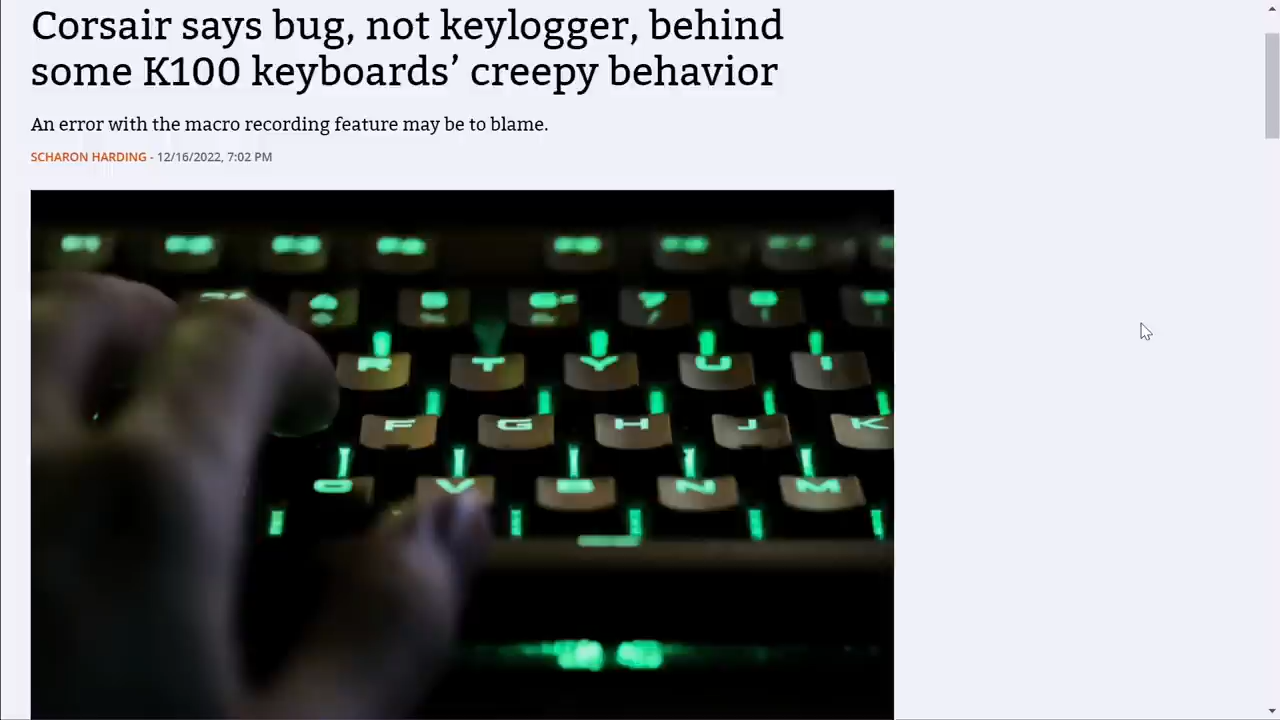 Corsair says bug, not keylogger, behind
some K100 keyboards’ creepy behavior
An error with the macro recording feature may be to blame.
SCHARON HARDING - 12/16/2022, 7:02 PM
R T Y U I
F G H J K
V B N M